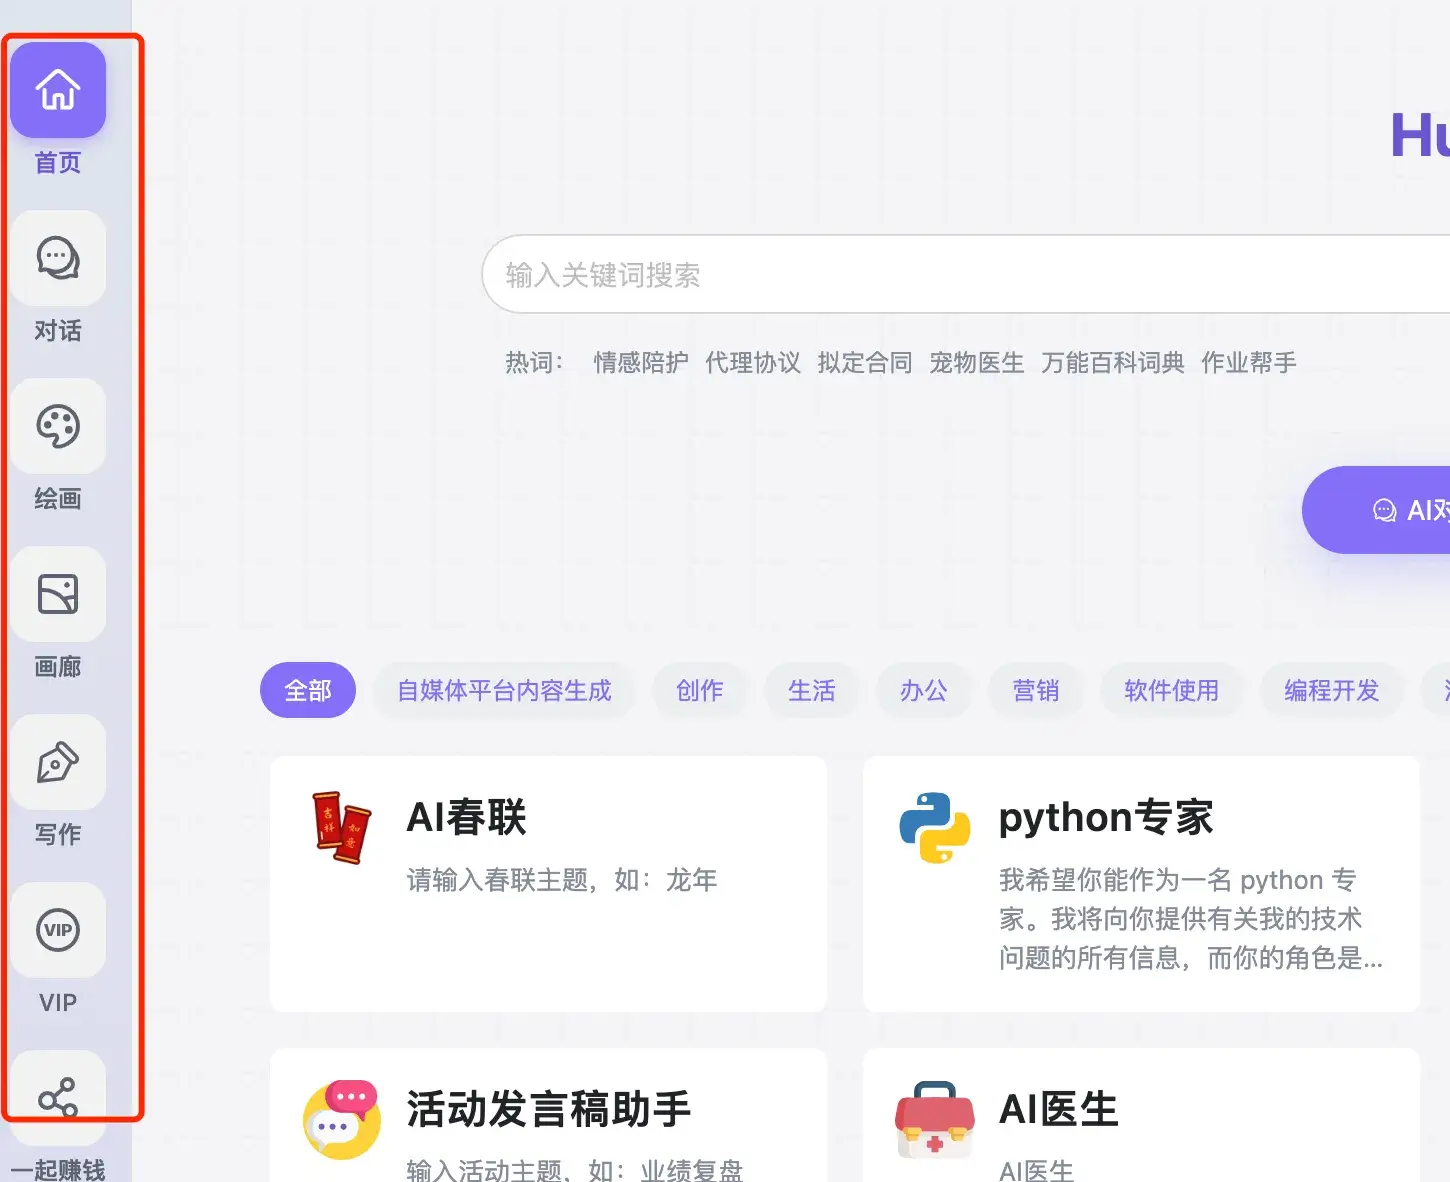 首页
对话
绘画
画廊
写作
VIP
VIP
一起赚钱
Hu
输入关键词搜索
热词： 情感陪护 代理协议 拟定合同 宠物医生 万能百科词典 作业帮手
AI对
全部 自媒体平台内容生成 创作 生活 办公 营销 软件使用 编程开发
吉祥
如意
AI春联
请输入春联主题，如：龙年
python专家
我希望你能作为一名 python 专
家。我将向你提供有关我的技术
问题的所有信息，而你的角色是...
活动发言稿助手
输入活动主题，如：业绩复盘
AI医生
AI医生